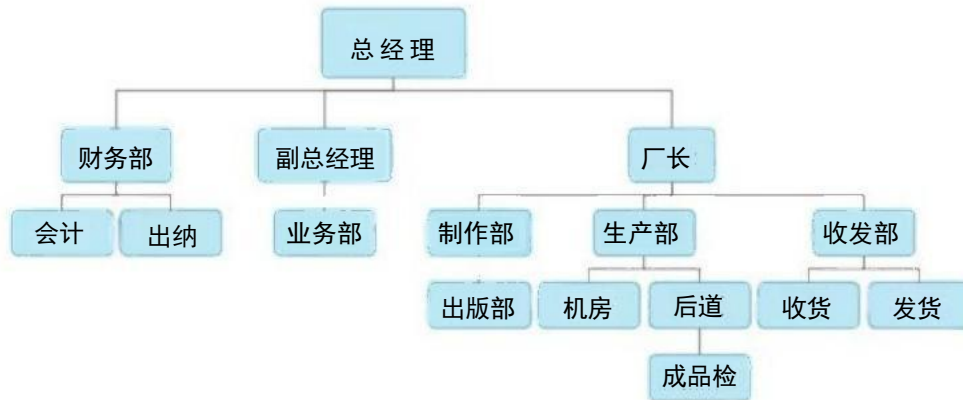 总经理
财务部
副总经理
厂长
会计
出纳
业务部
制作部
生产部
收发部
出版部
机房
后道
收货
发货
成品检